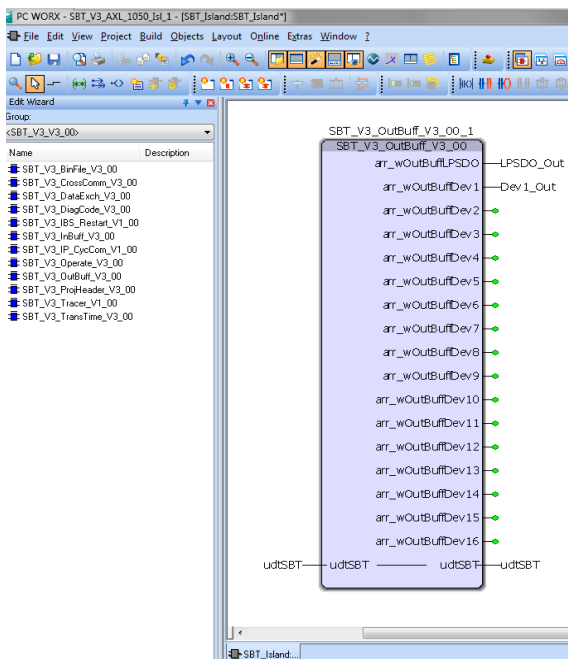 PC WORX - SBT_V3_AXL_1050_Isl_1 - [SBT_Island:SBT_Island*]
File Edit View Project Build Objects Layout Online Extras Window ?
Edit Wizard
Group:
<SBT_V3_V3_00>
Name Description
SBT_V3_BinFile_V3_00
SBT_V3_CrossComm_V3_00
SBT_V3_DataExch_V3_00
SBT_V3_DiagCode_V3_00
SBT_V3_IBS_Restart_V1_00
SBT_V3_InBuff_V3_00
SBT_V3_IP_CycCom_V1_00
SBT_V3_Operate_V3_00
SBT_V3_OutBuff_V3_00
SBT_V3_ProjHeader_V3_00
SBT_V3_Tracer_V1_00
SBT_V3_TransTime_V3_00
SBT_V3_OutBuff_V3_00_1
SBT_V3_OutBuff_V3_00
arr_wOutBuffLPSDO LPSDO_Out
arr_wOutBuffDev1 Dev1_Out
arr_wOutBuffDev2
arr_wOutBuffDev3
arr_wOutBuffDev4
arr_wOutBuffDev5
arr_wOutBuffDev6
arr_wOutBuffDev7
arr_wOutBuffDev8
arr_wOutBuffDev9
arr_wOutBuffDev10
arr_wOutBuffDev11
arr_wOutBuffDev12
arr_wOutBuffDev13
arr_wOutBuffDev14
arr_wOutBuffDev15
arr_wOutBuffDev16
udtSBT udtSBT udtSBT udtSBT
SBT_Island:...